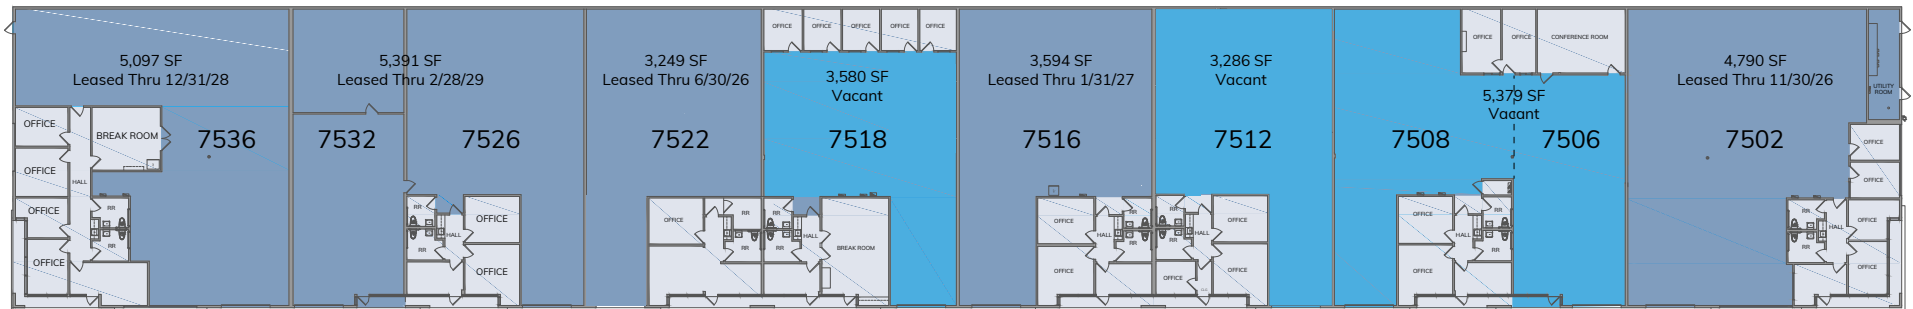 5,097 SF
Leased Thru 12/31/28
7536
OFFICE
BREAK ROOM
OFFICE
HALL
OFFICE
RR
RR
OFFICE
5,391 SF
Leased Thru 2/28/29
7532
7526
RR
OFFICE
HALL
RR
OFFICE
3,249 SF
Leased Thru 6/30/26
7522
OFFICE
RR
RR
OFFICE
OFFICE
OFFICE
OFFICE
OFFICE
3,580 SF
Vacant
7518
RR
HALL
RR
BREAK ROOM
3,594 SF
Leased Thru 1/31/27
7516
OFFICE
RR
HALL
RR
OFFICE
3,286 SF
Vacant
7512
RR
OFFICE
HALL
RR
OFFICE
OFFICE
OFFICE
OFFICE
CONFERENCE ROOM
5,379 SF
Vacant
7508
7506
OFFICE
RR
HALL
RR
OFFICE
4,790 SF
Leased Thru 11/30/26
7502
UTILITY
ROOM
OFFICE
OFFICE
RR
OFFICE
HALL
RR
OFFICE